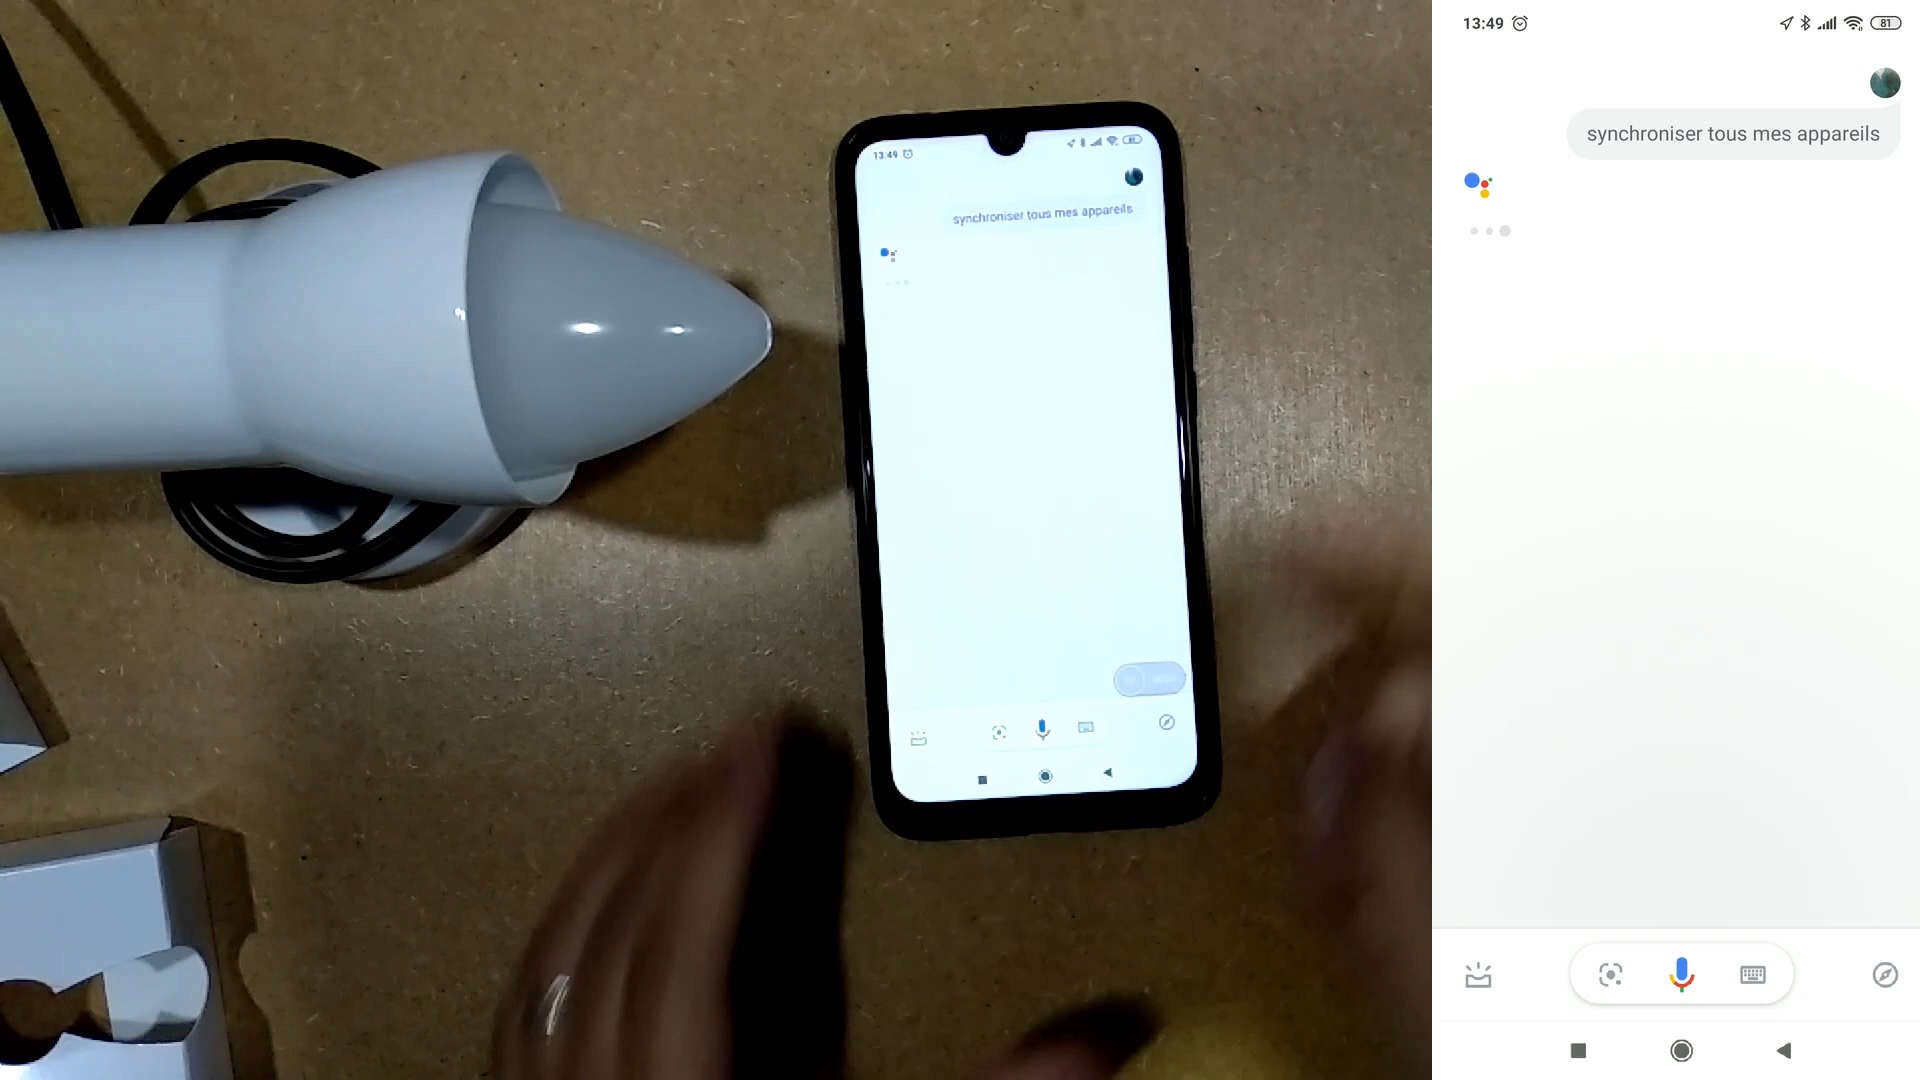 13:49
synchroniser tous mes appareils
13:49 81
synchroniser tous mes appareils